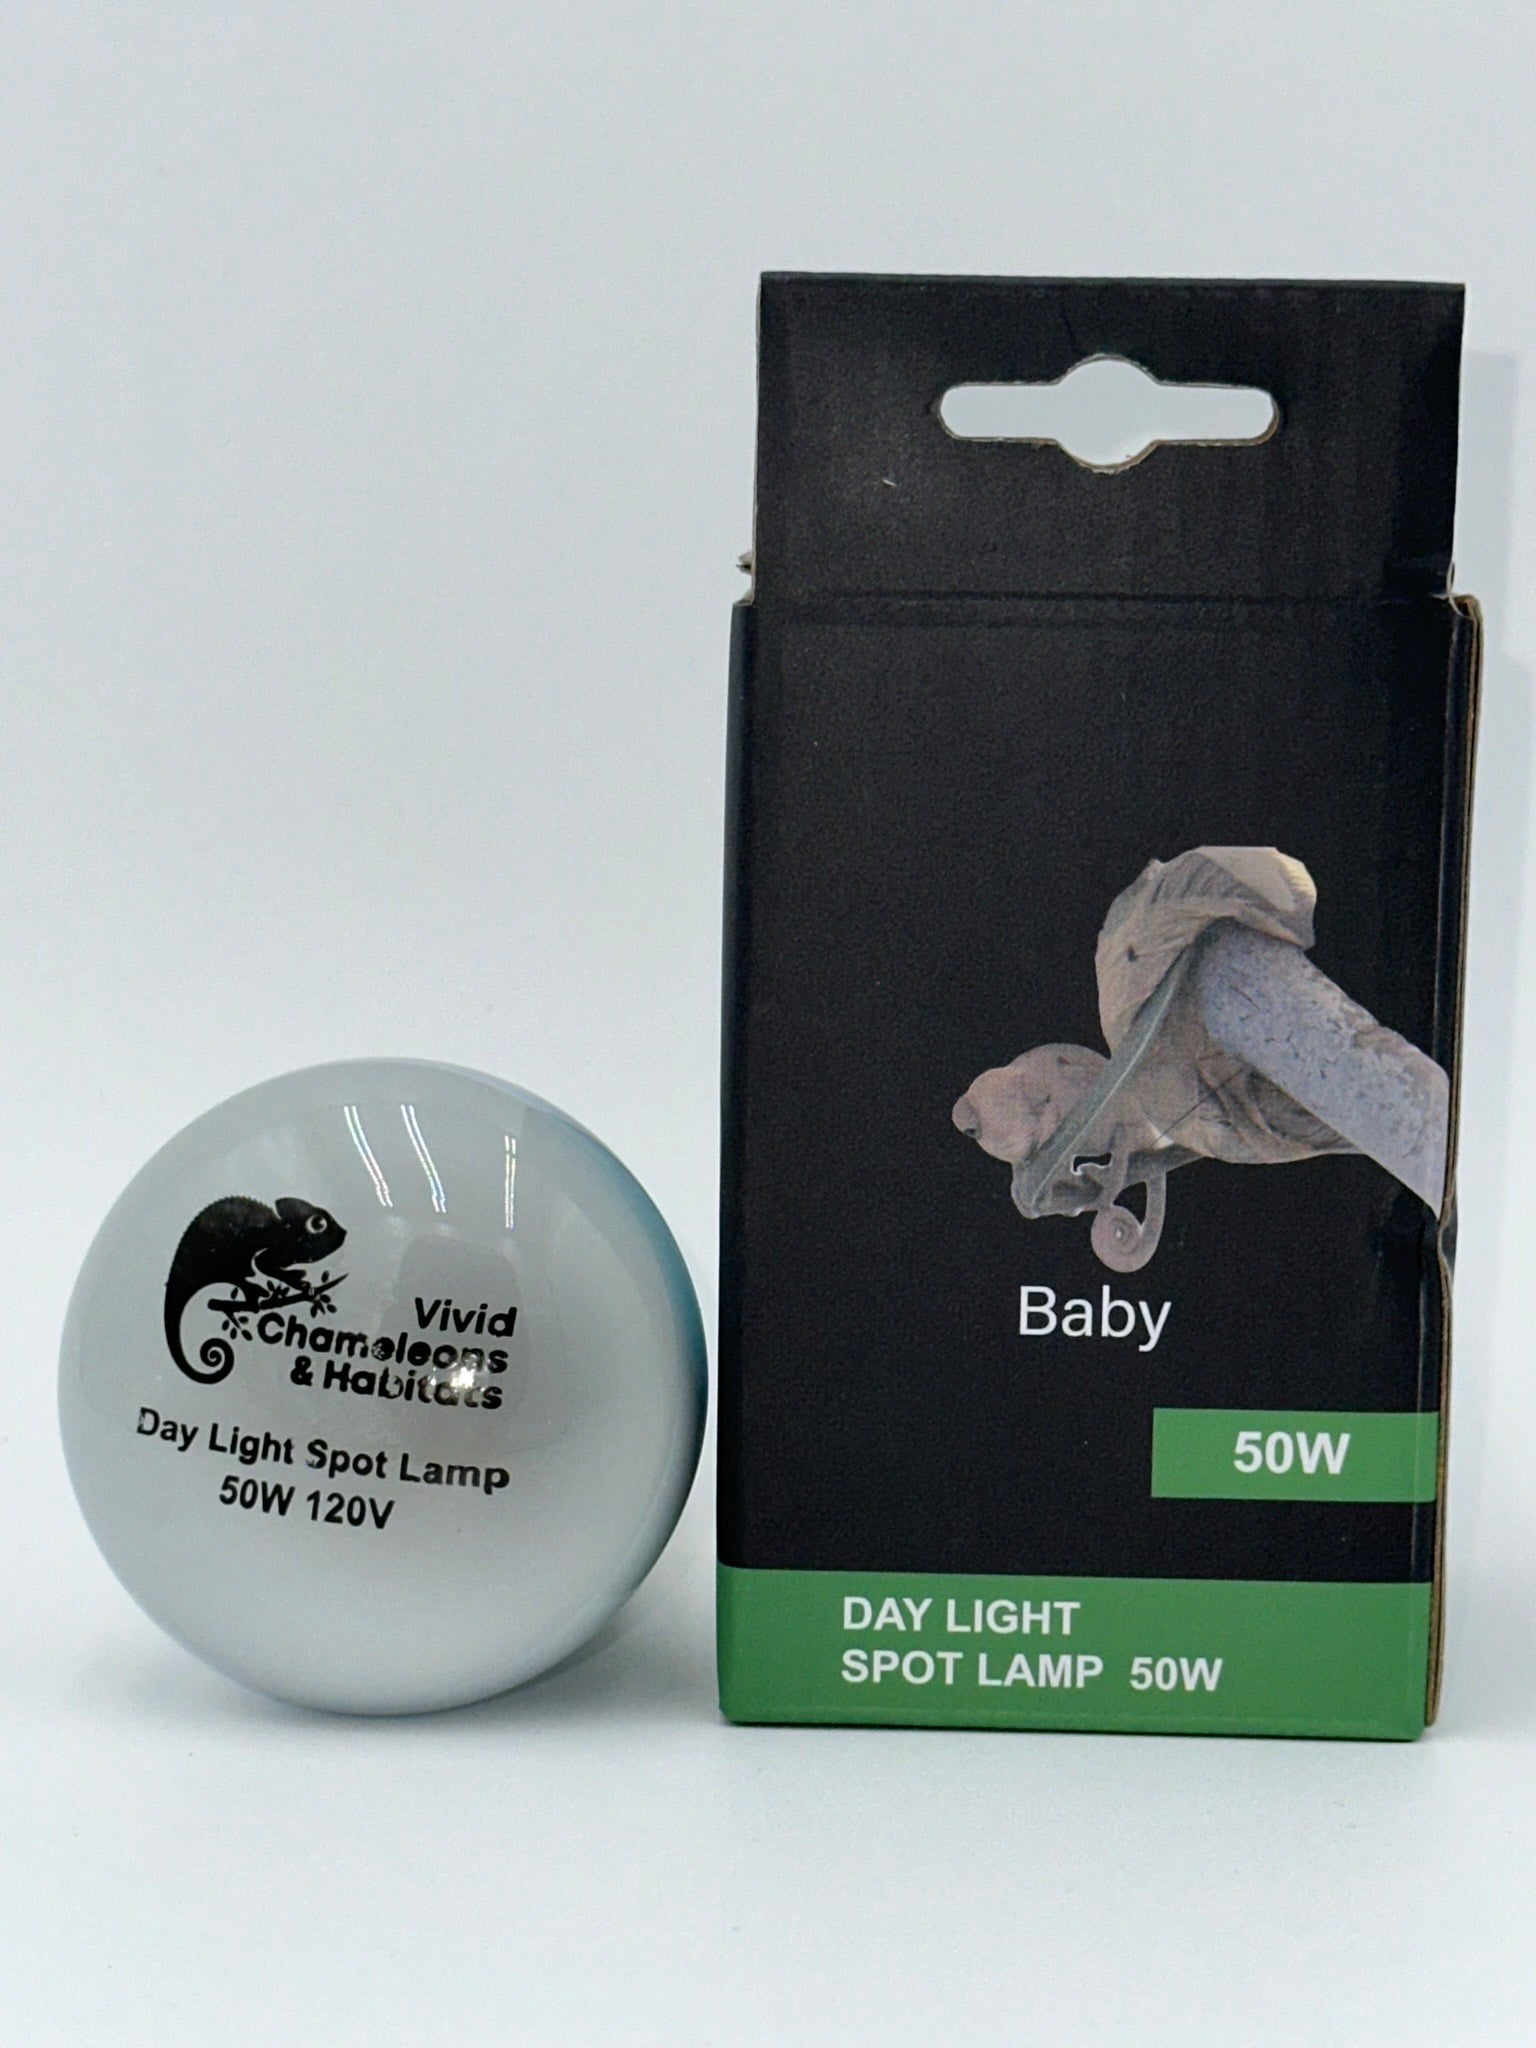 Vivid
Chameleons
& Habitats
Day Light Spot Lamp
50W 120V
Baby
50W
DAY LIGHT
SPOT LAMP 50W